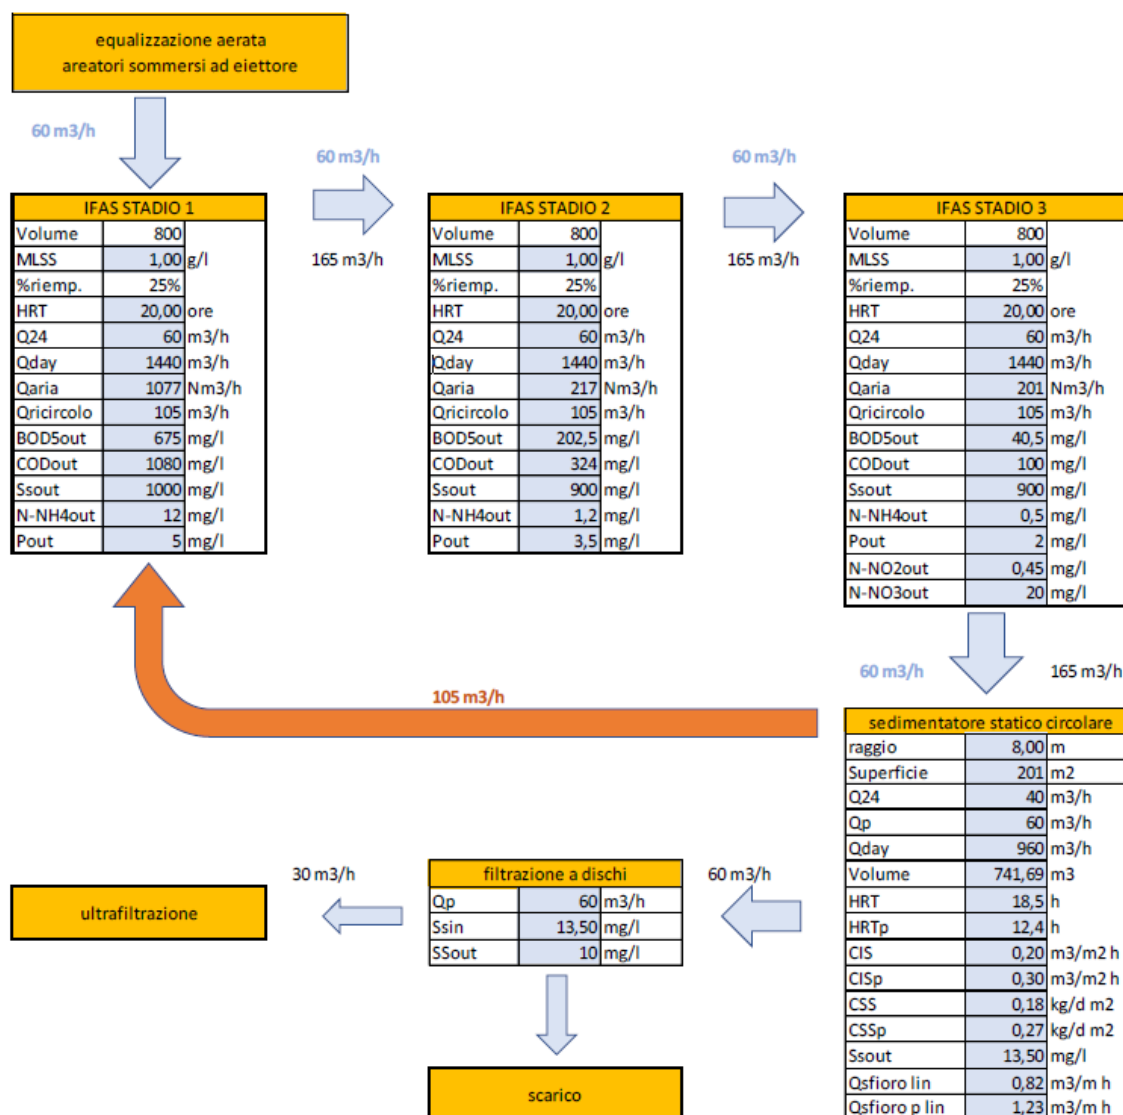 equalizzazione aerata
areatori sommersi ad eiettore
60 m3/h
60 m3/h
60 m3/h
165 m3/h
165 m3/h
IFAS STADIO 1
Volume 800
MLSS 1,00 g/l
%riemp. 25%
HRT 20,00 ore
Q24 60 m3/h
Qday 1440 m3/h
Qaria 1077 Nm3/h
Qricircolo 105 m3/h
BOD5out 675 mg/l
CODout 1080 mg/l
Ssout 1000 mg/l
N-NH4out 12 mg/l
Pout 5 mg/l
IFAS STADIO 2
Volume 800
MLSS 1,00 g/l
%riemp. 25%
HRT 20,00 ore
Q24 60 m3/h
Qday 1440 m3/h
Qaria 217 Nm3/h
Qricircolo 105 m3/h
BOD5out 202,5 mg/l
CODout 324 mg/l
Ssout 900 mg/l
N-NH4out 1,2 mg/l
Pout 3,5 mg/l
IFAS STADIO 3
Volume 800
MLSS 1,00 g/l
%riemp. 25%
HRT 20,00 ore
Q24 60 m3/h
Qday 1440 m3/h
Qaria 201 Nm3/h
Qricircolo 105 m3/h
BOD5out 40,5 mg/l
CODout 100 mg/l
Ssout 900 mg/l
N-NH4out 0,5 mg/l
Pout 2 mg/l
N-NO2out 0,45 mg/l
N-NO3out 20 mg/l
60 m3/h
165 m3/h
105 m3/h
sedimentatore statico circolare
raggio 8,00 m
Superficie 201 m2
Q24 40 m3/h
Qp 60 m3/h
Qday 960 m3/h
Volume 741,69 m3
HRT 18,5 h
HRTp 12,4 h
CIS 0,20 m3/m2 h
CISp 0,30 m3/m2 h
CSS 0,18 kg/d m2
CSSp 0,27 kg/d m2
Ssout 13,50 mg/l
Qsfioro lin 0,82 m3/m h
Qsfioro p lin 1,23 m3/m h
60 m3/h
filtrazione a dischi
Qp 60 m3/h
Ssin 13,50 mg/l
SSout 10 mg/l
30 m3/h
ultrafiltrazione
scarico